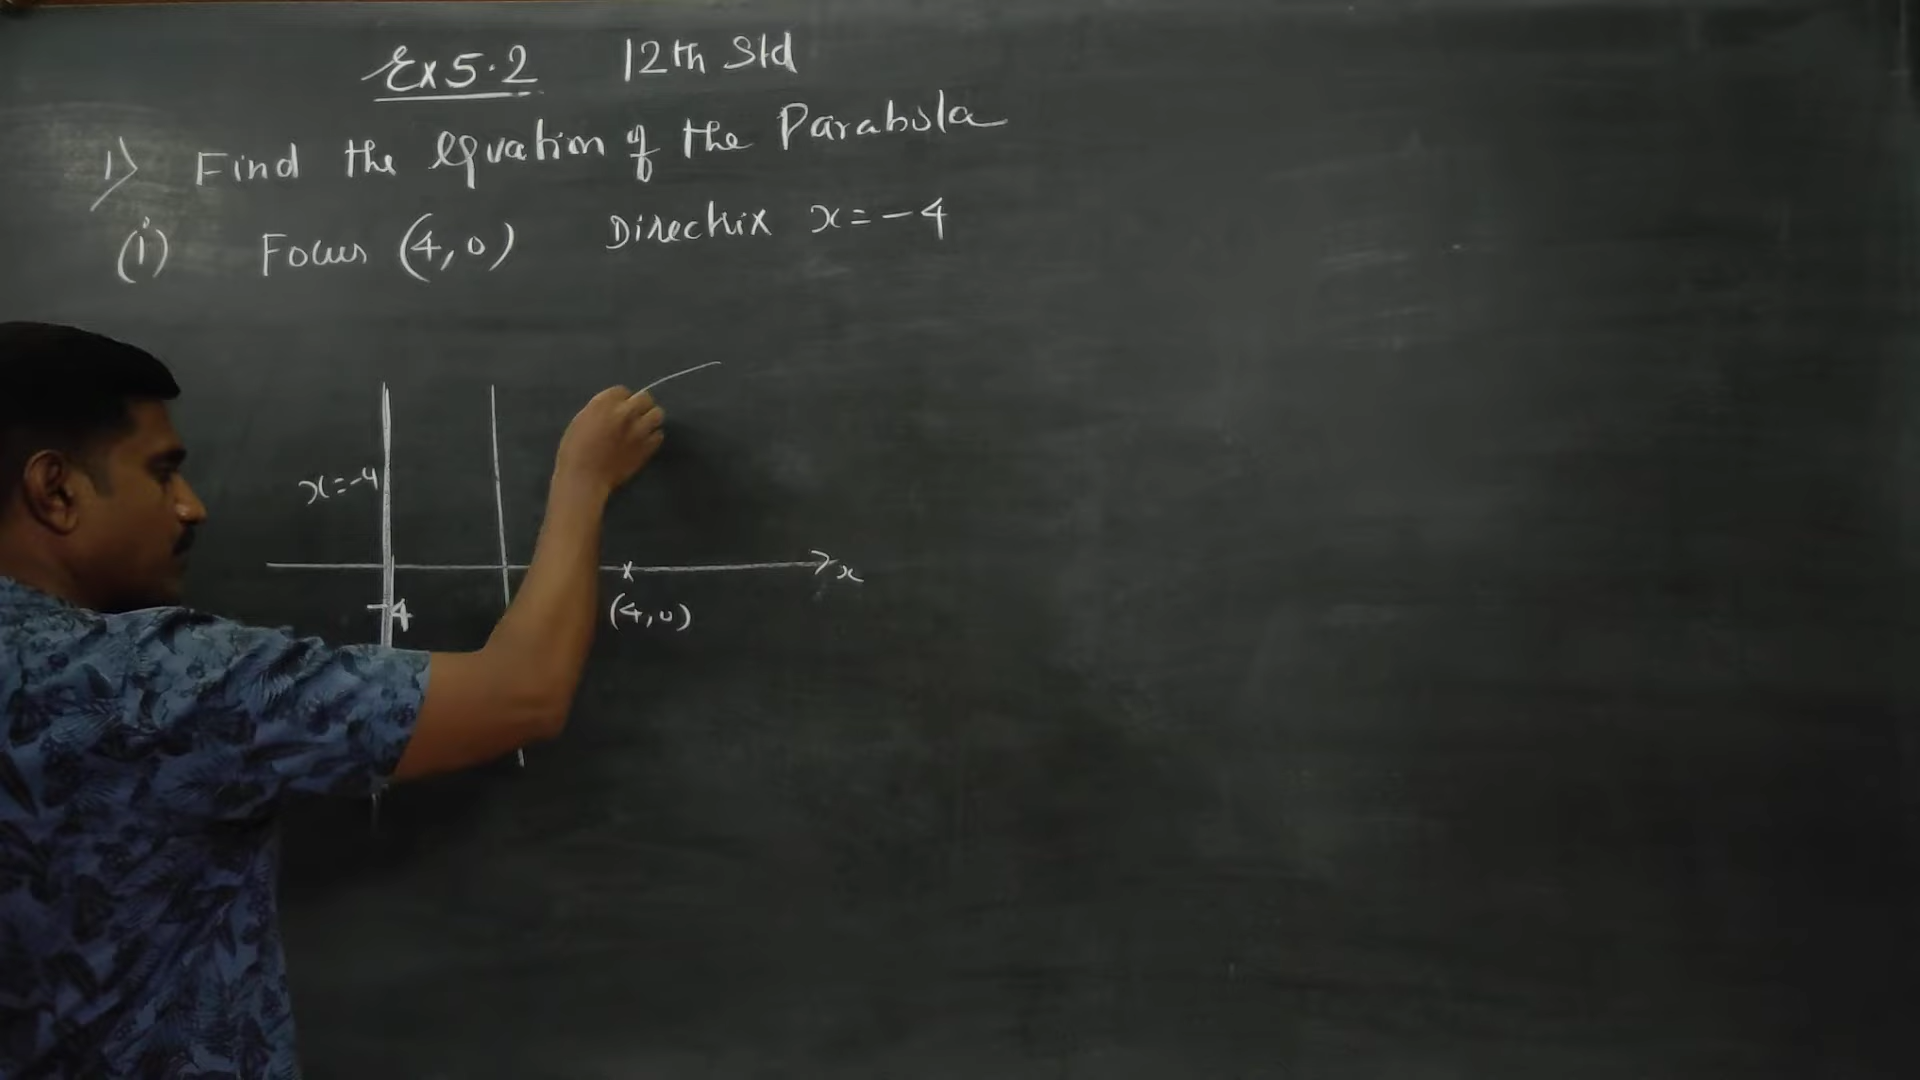 Ex 5.2 12th Std
1) Find the equation of the Parabola
(i) Focus (4,0) Directrix x=-4
x=-4
x
-4 (4,0)